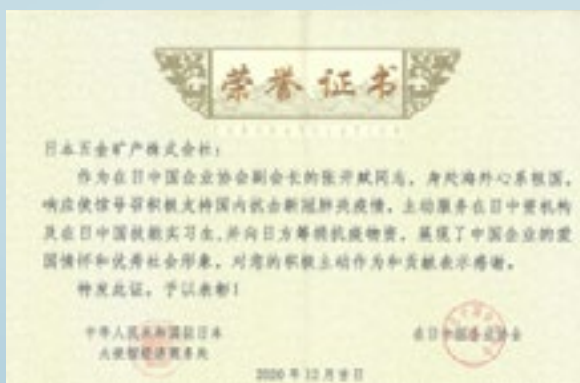 荣誉证书
日本五金矿产株式会社：
作为在日中国企业协会副会长的张开斌同志，身处海外心系祖国，
响应使馆号召积极支持国内抗击新冠肺炎疫情，主动服务在日中资机构
及在日中国技能实习生，并向日方筹捐抗疫物资，展现了中国企业的爱
国情怀和优秀社会形象，对您的积极主动作为和贡献表示感谢。
特发此证，予以表彰！
中华人民共和国驻日本
大使馆经济商务处
在日中国企业协会
2020年12月吉日